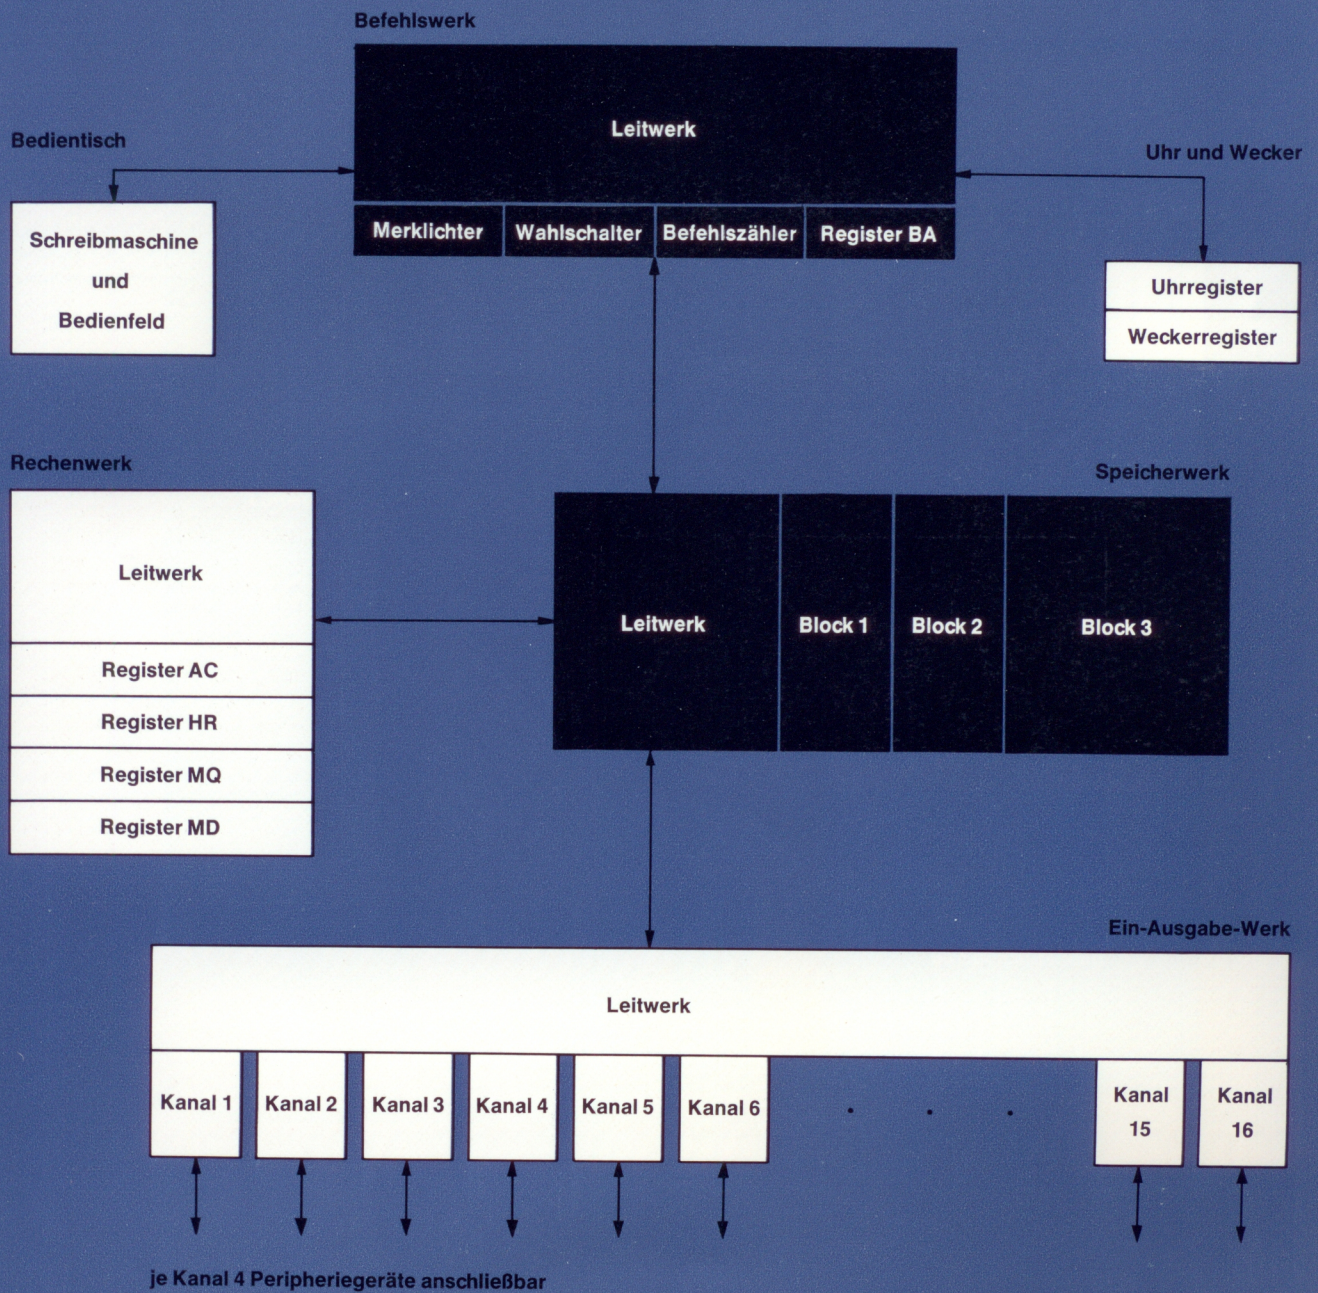 Befehlswerk
Leitwerk
Merklichter
Wahlschalter
Befehlszähler
Register BA
Bedientisch
Schreibmaschine
und
Bedienfeld
Uhr und Wecker
Uhrregister
Weckerregister
Rechenwerk
Leitwerk
Register AC
Register HR
Register MQ
Register MD
Speicherwerk
Leitwerk
Block 1
Block 2
Block 3
Ein-Ausgabe-Werk
Leitwerk
Kanal 1
Kanal 2
Kanal 3
Kanal 4
Kanal 5
Kanal 6
. . .
Kanal
15
Kanal
16
je Kanal 4 Peripheriegeräte anschließbar